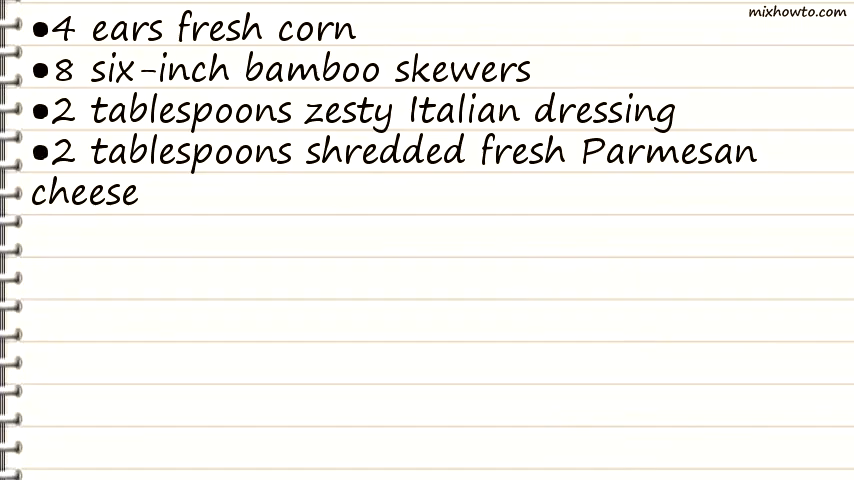 mixhowto.com
•4 ears fresh corn
•8 six-inch bamboo skewers
•2 tablespoons zesty Italian dressing
•2 tablespoons shredded fresh Parmesan
cheese